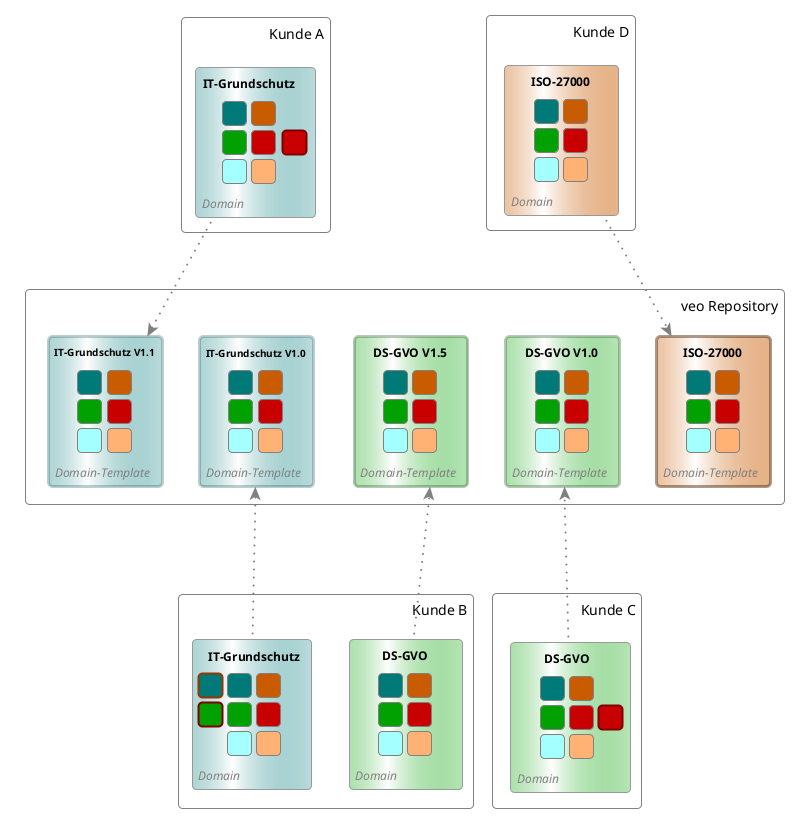 Kunde A
IT-Grundschutz
Domain
Kunde D
ISO-27000
Domain
veo Repository
IT-Grundschutz V1.1
Domain-Template
IT-Grundschutz V1.0
Domain-Template
DS-GVO V1.5
Domain-Template
DS-GVO V1.0
Domain-Template
ISO-27000
Domain-Template
Kunde B
IT-Grundschutz
Domain
DS-GVO
Domain
Kunde C
DS-GVO
Domain